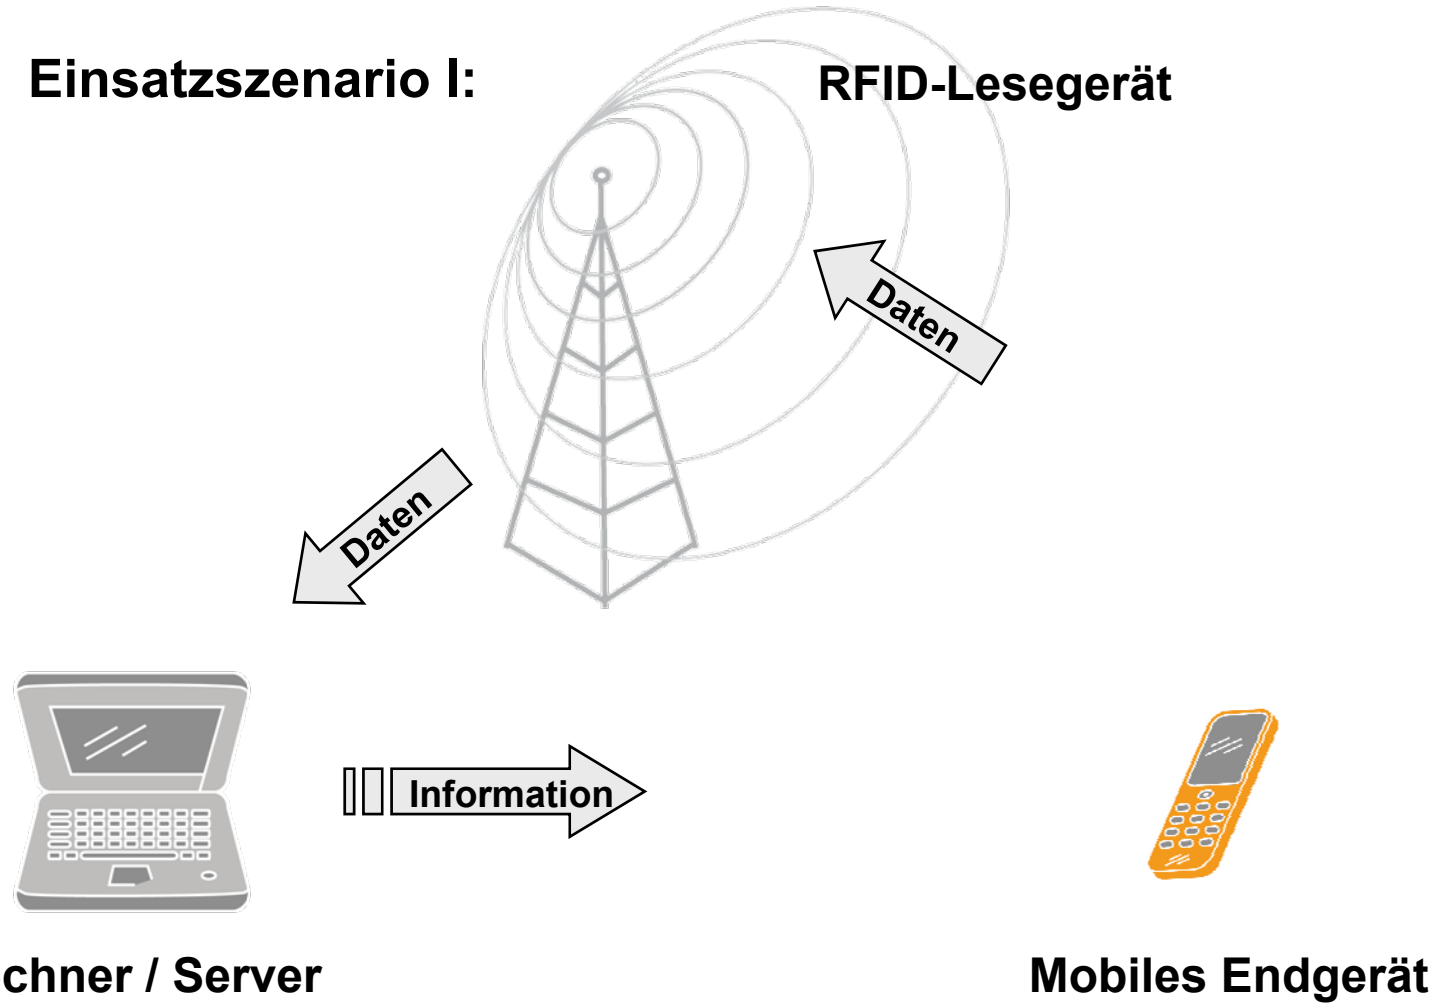 Einsatzszenario I:
RFID-Lesegerät
Daten
Daten
Information
chner / Server
Mobiles Endgerät